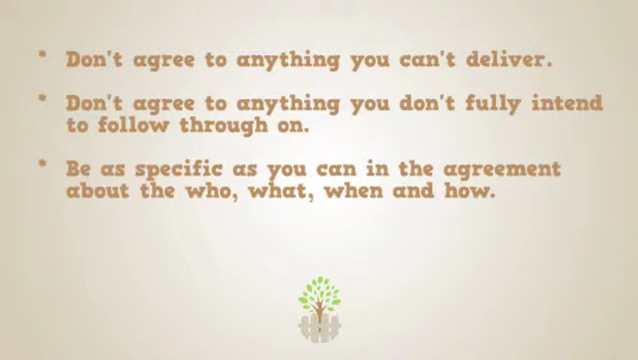 * Don't agree to anything you can't deliver.
* Don't agree to anything you don't fully intend
to follow through on.
* Be as specific as you can in the agreement
about the who, what, when and how.